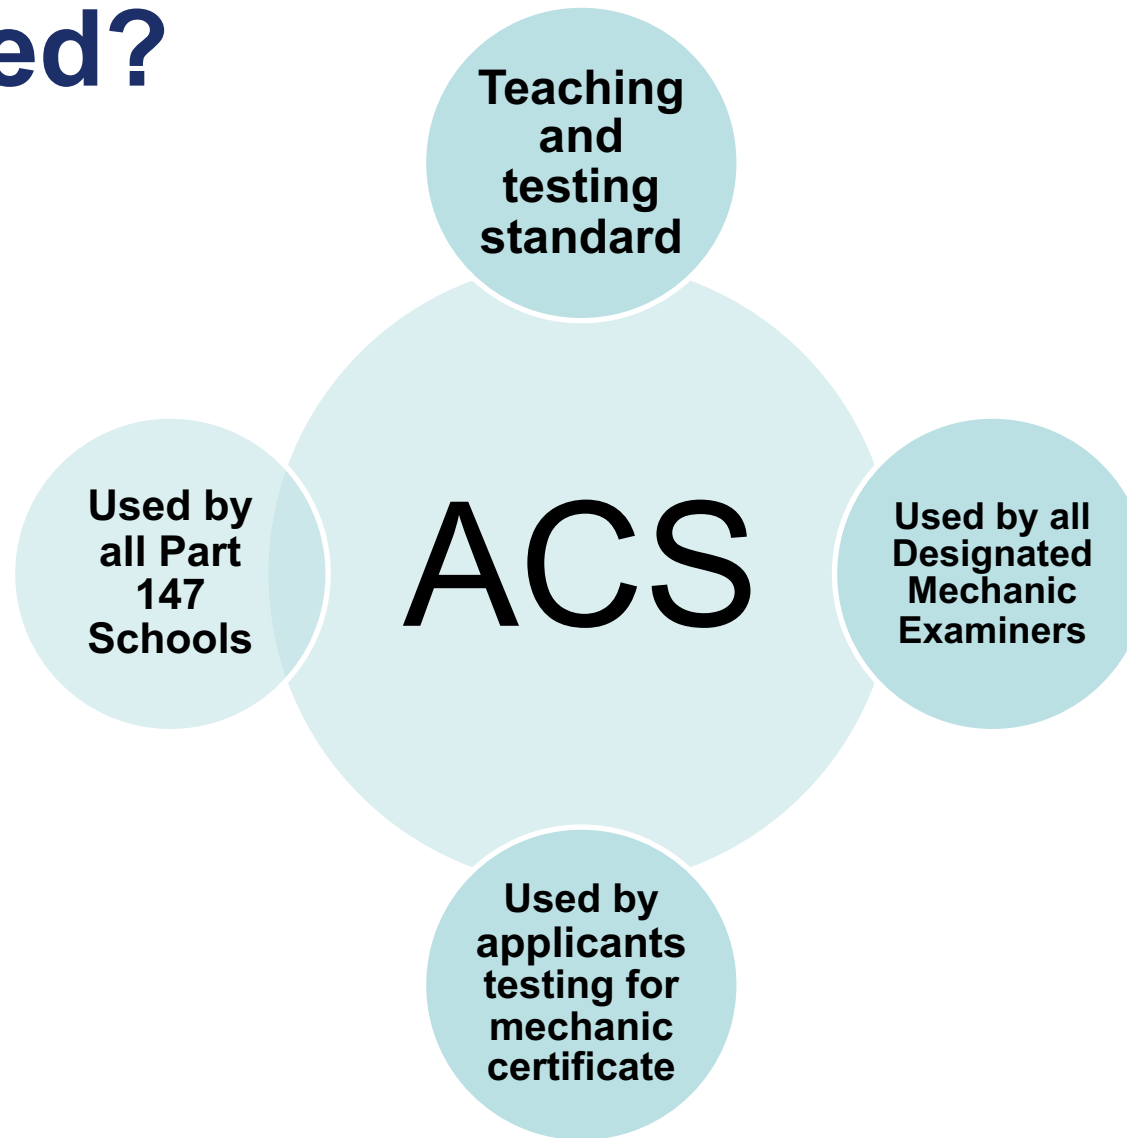 ed?
Teaching
and
testing
standard
Used by
all Part
147
Schools
ACS
Used by all
Designated
Mechanic
Examiners
Used by
applicants
testing for
mechanic
certificate